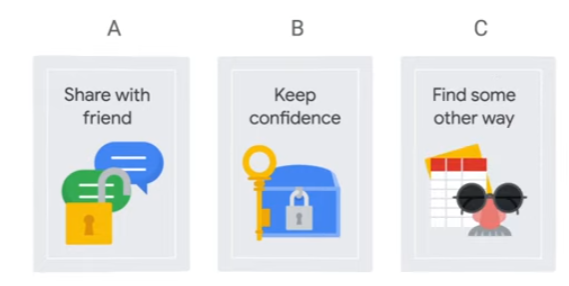 A
B
C
Share with
friend
Keep
confidence
Find some
other way